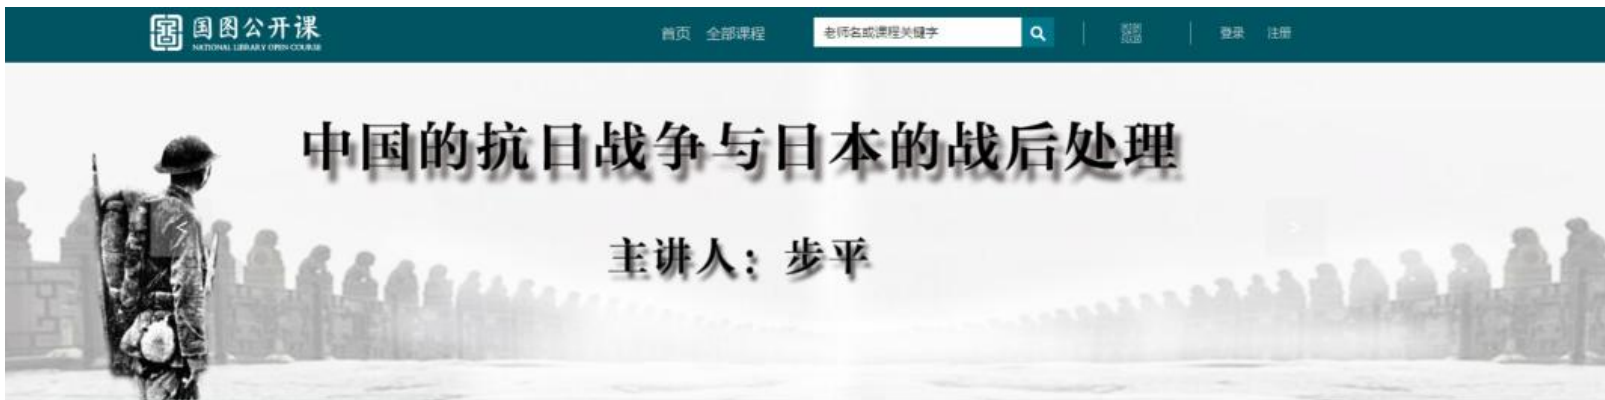 国图公开课
NATIONAL LIBRARY OPEN COURSE
首页 全部课程 老师名或课程关键字 登录 注册
中国的抗日战争与日本的战后处理
主讲人：步平